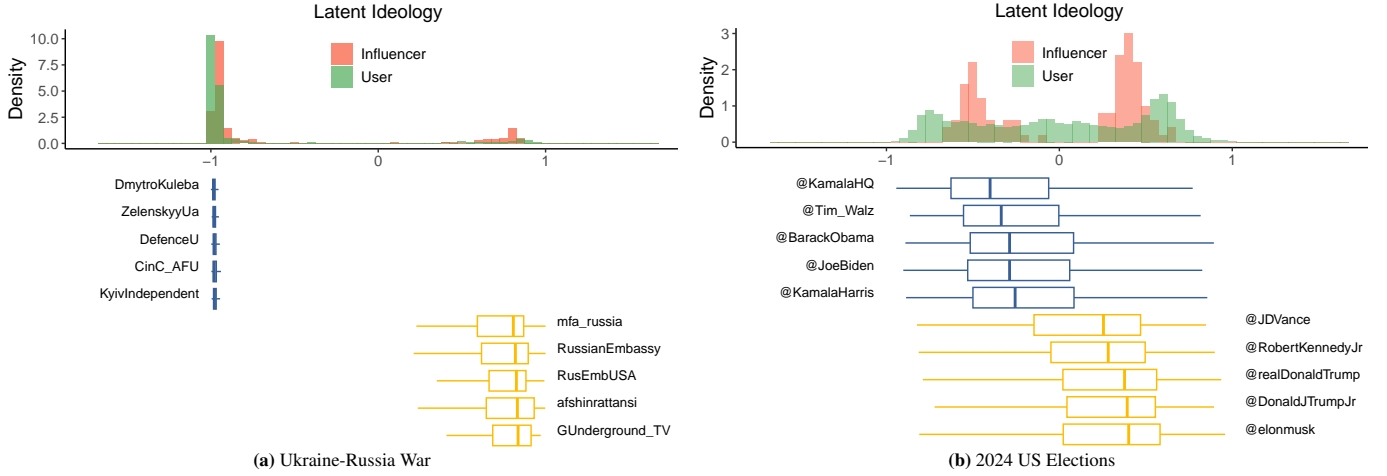 Latent Ideology
10.0
7.5
5.0
2.5
0.0
Density
Influencer
User
−1 0 1
DmytroKuleba
ZelenskyyUa
DefenceU
CinC_AFU
KyivIndependent
mfa_russia
RussianEmbassy
RusEmbUSA
afshinrattansi
GUnderground_TV
(a) Ukraine-Russia War
Latent Ideology
3
2
1
0
Density
Influencer
User
−1 0 1
@KamalaHQ
@Tim_Walz
@BarackObama
@JoeBiden
@KamalaHarris
@JDVance
@RobertKennedyJr
@realDonaldTrump
@DonaldJTrumpJr
@elonmusk
(b) 2024 US Elections